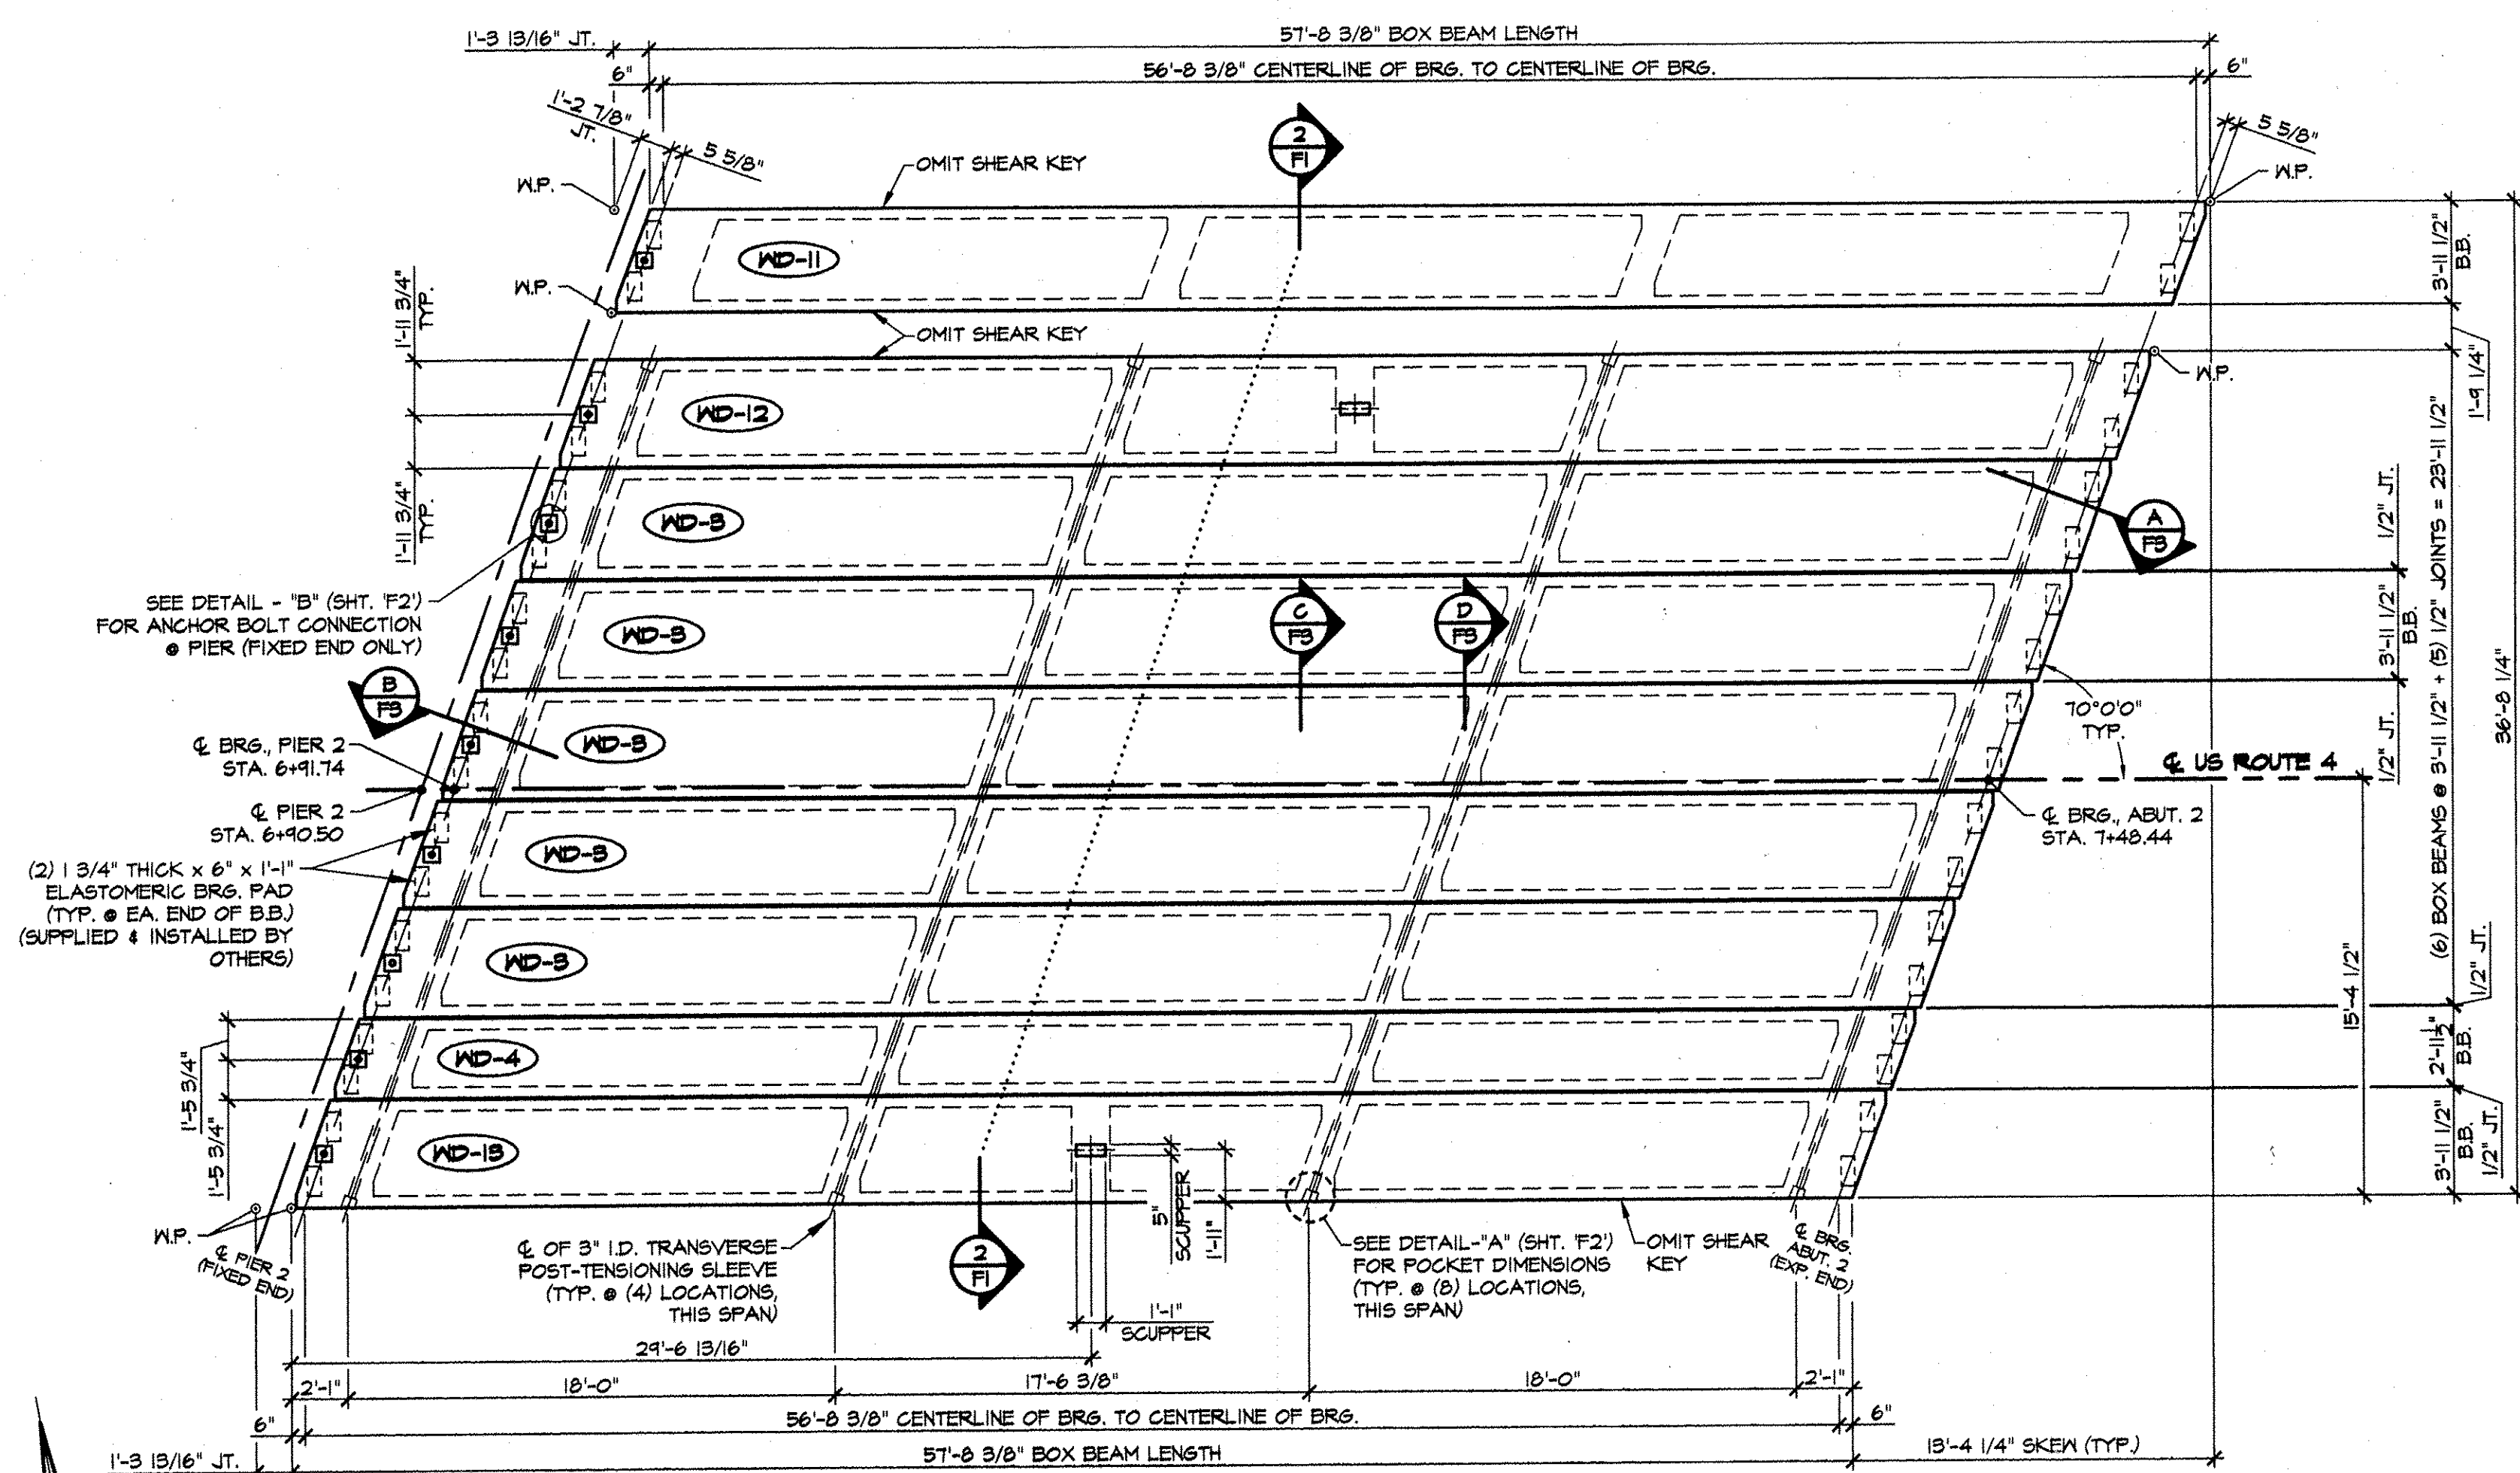 1'-3 13/16" JT.
57'-8 3/8" BOX BEAM LENGTH
6"
56'-8 3/8" CENTERLINE OF BRG. TO CENTERLINE OF BRG.
6"
1'-2 7/8"
JT.
5 5/8"
5 5/8"
2
F1
OMIT SHEAR KEY
W.P.
W.P.
WD-11
3'-11 1/2"
B.B.
W.P.
OMIT SHEAR KEY
1'-11 3/4"
TYP.
1'-9 1/4"
W.P.
WD-12
1'-11 3/4"
TYP.
WD-3
A
F3
1/2" JT.
(6) BOX BEAMS @ 3'-11 1/2" + (5) 1/2" JOINTS = 23'-11 1/2"
36'-8 1/4"
SEE DETAIL - "B" (SHT. 'F2')
FOR ANCHOR BOLT CONNECTION
@ PIER (FIXED END ONLY)
WD-3
C
F3
D
F3
3'-11 1/2"
B.B.
B
F3
WD-3
70°0'0"
TYP.
1/2" JT.
℄ BRG., PIER 2
STA. 6+91.74
℄ US ROUTE 4
℄ PIER 2
STA. 6+90.50
℄ BRG., ABUT. 2
STA. 7+48.44
WD-3
(2) 1 3/4" THICK x 6" x 1'-1"
ELASTOMERIC BRG. PAD
(TYP. @ EA. END OF B.B.)
(SUPPLIED & INSTALLED BY
OTHERS)
WD-3
15'-4 1/2"
1/2" JT.
WD-4
2'-11 1/2"
B.B.
1'-5 3/4"
1'-5 3/4"
WD-13
3'-11 1/2"
B.B.
1/2" JT.
W.P.
℄ PIER 2
(FIXED END)
℄ OF 3" I.D. TRANSVERSE
POST-TENSIONING SLEEVE
(TYP. @ (4) LOCATIONS,
THIS SPAN)
2
F1
5"
SCUPPER
1'-11"
1'-1"
SCUPPER
SEE DETAIL-"A" (SHT. 'F2')
FOR POCKET DIMENSIONS
(TYP. @ (8) LOCATIONS,
THIS SPAN)
OMIT SHEAR
KEY
℄ BRG.
ABUT. 2
(EXP. END)
29'-6 13/16"
2'-1"
18'-0"
17'-6 3/8"
18'-0"
2'-1"
6"
56'-8 3/8" CENTERLINE OF BRG. TO CENTERLINE OF BRG.
6"
1'-3 13/16" JT.
57'-8 3/8" BOX BEAM LENGTH
13'-4 1/4" SKEW (TYP.)